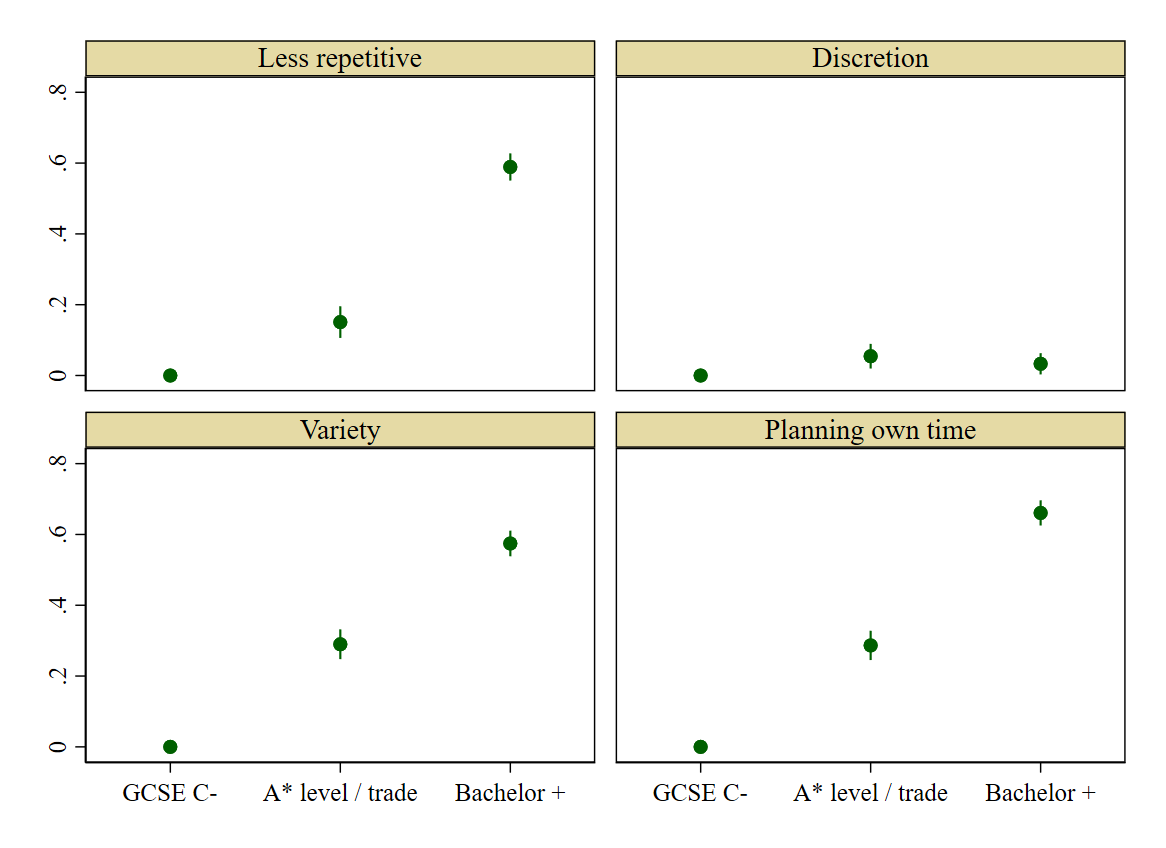 Less repetitive
Discretion
.8
.6
.4
.2
0
Variety
Planning own time
.8
.6
.4
.2
0
GCSE C- A* level / trade Bachelor +
GCSE C- A* level / trade Bachelor +